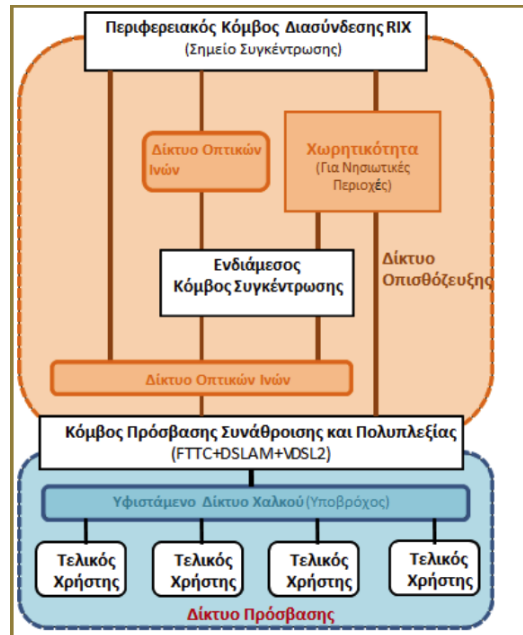 Περιφερειακός Κόμβος Διασύνδεσης RIX
(Σημείο Συγκέντρωσης)
Δίκτυο Οπτικών
Ινών
Χωρητικότητα
(Για Νησιωτικές
Περιοχές)
Ενδιάμεσος
Κόμβος Συγκέντρωσης
Δίκτυο
Οπισθόζευξης
Δίκτυο Οπτικών Ινών
Κόμβος Πρόσβασης Συνάθροισης και Πολυπλεξίας
(FTTC+DSLAM+VDSL2)
Υφιστάμενο Δίκτυο Χαλκού (Υποβρόχος)
Τελικός
Χρήστης
Τελικός
Χρήστης
Τελικός
Χρήστης
Τελικός
Χρήστης
Δίκτυο Πρόσβασης